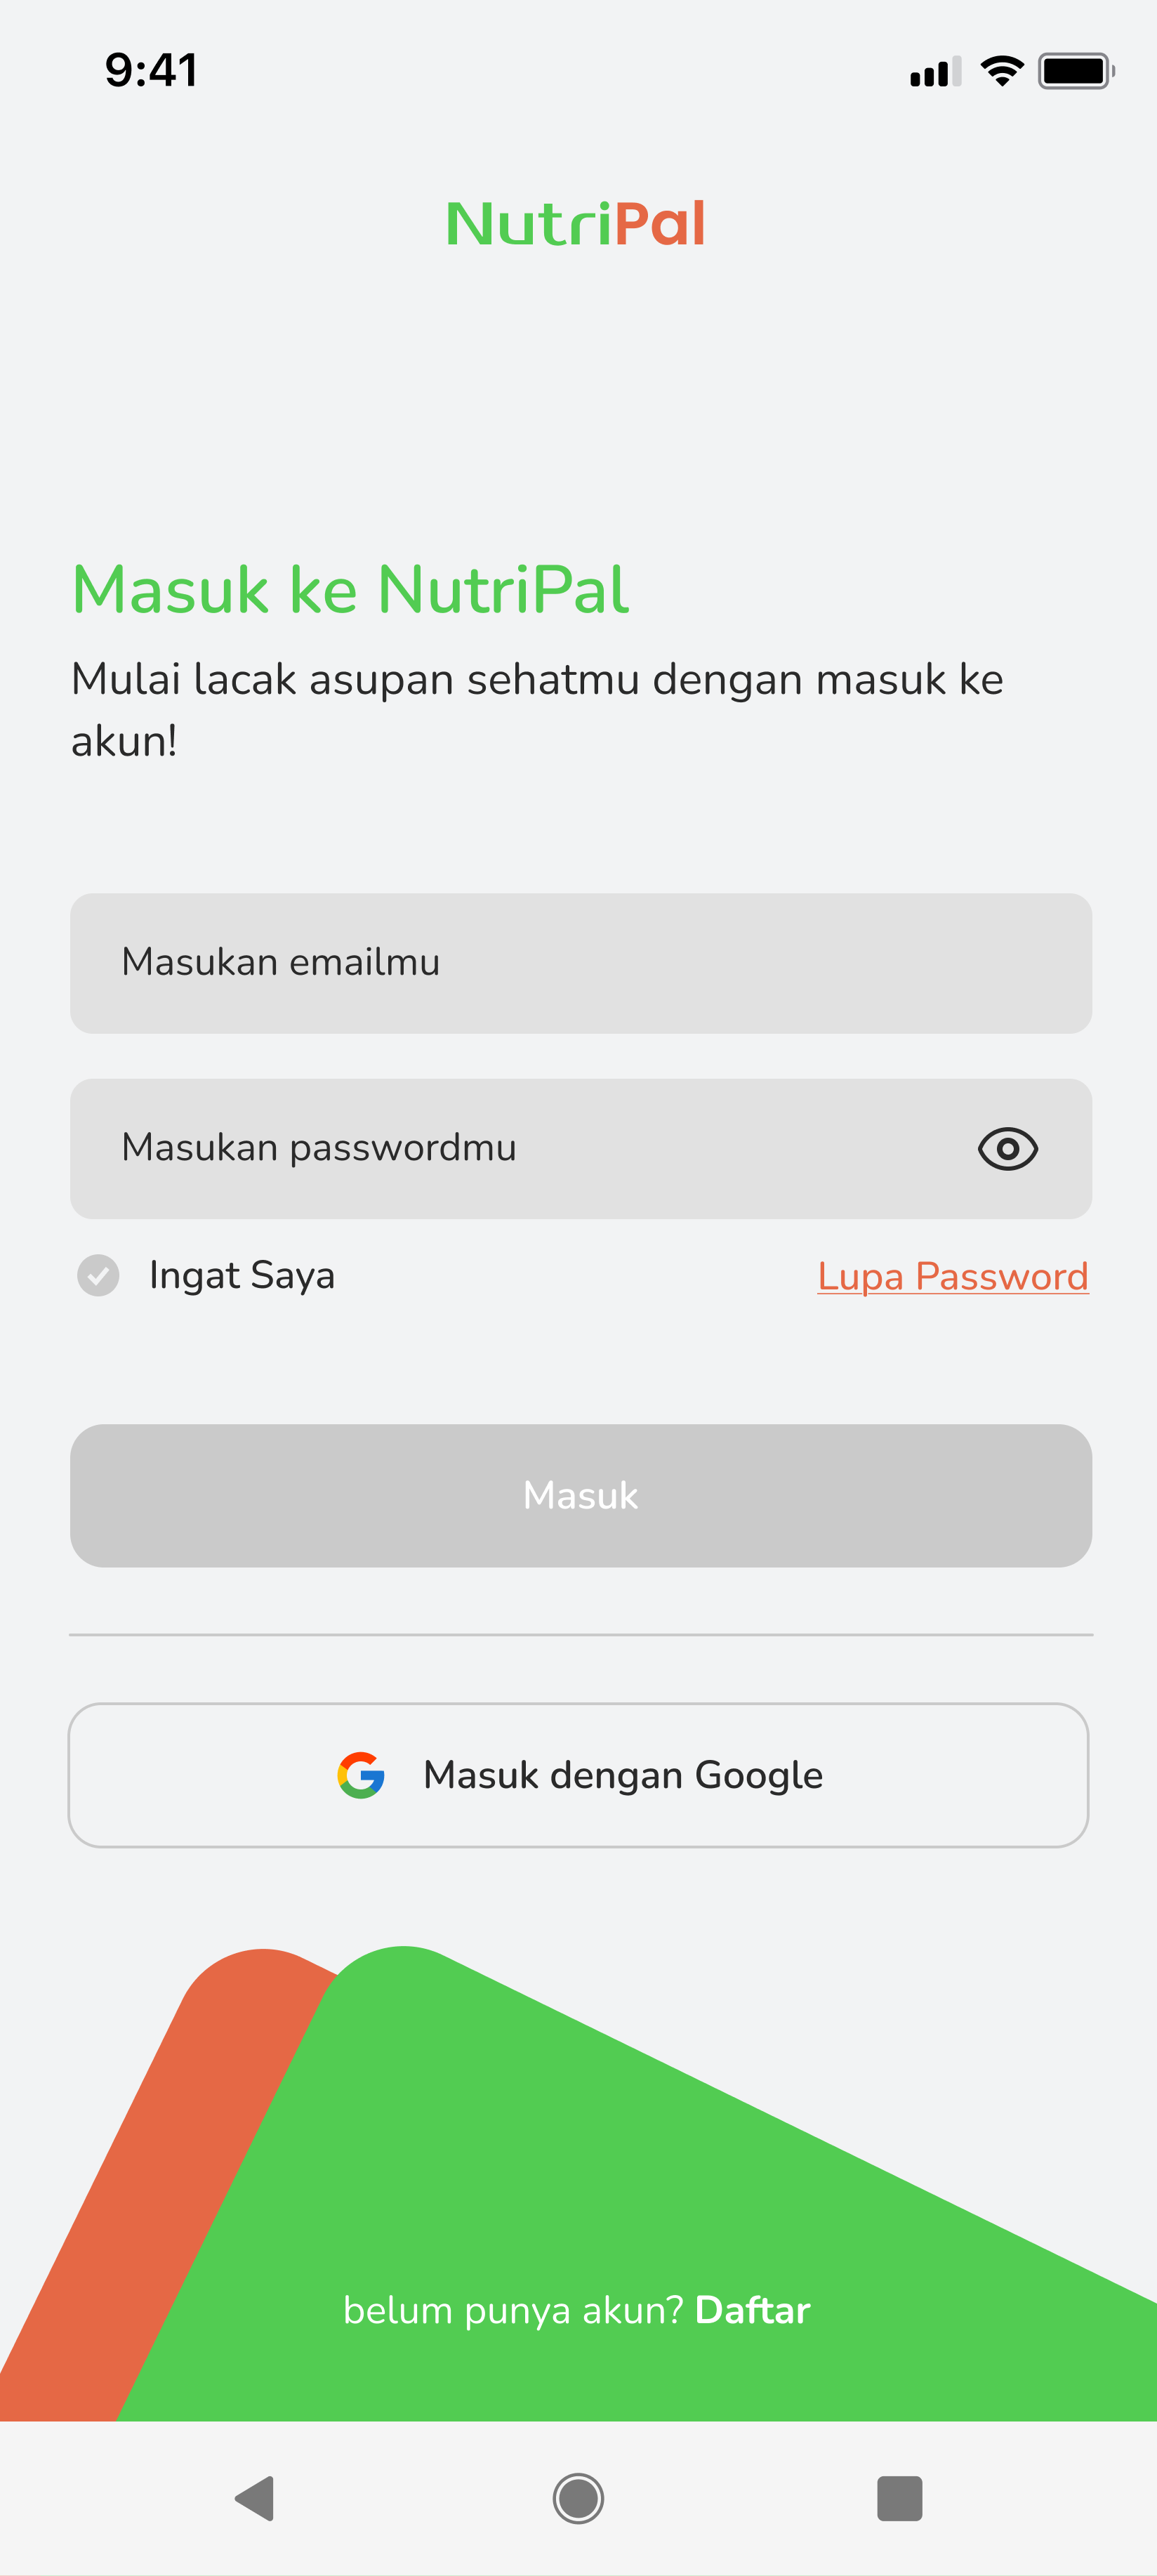 9:41
NutriPal
Masuk ke NutriPal
Mulai lacak asupan sehatmu dengan masuk ke
akun!
Masukan emailmu
Masukan passwordmu
Ingat Saya
Lupa Password
Masuk
Masuk dengan Google
belum punya akun? Daftar